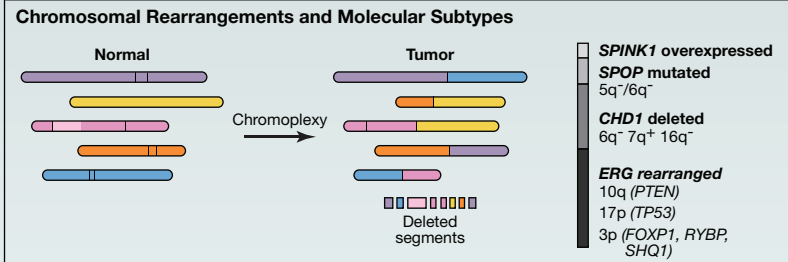 Chromosomal Rearrangements and Molecular Subtypes
Normal
Tumor
Chromoplexy
Deleted
segments
SPINK1 overexpressed
SPOP mutated
5q⁻/6q⁻
CHD1 deleted
6q⁻ 7q⁺ 16q⁻
ERG rearranged
10q (PTEN)
17p (TP53)
3p (FOXP1, RYBP,
SHQ1)